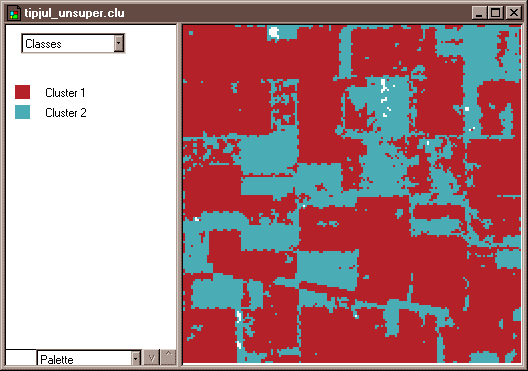 tipjul_unsuper.clu
Classes
Cluster 1
Cluster 2
Palette